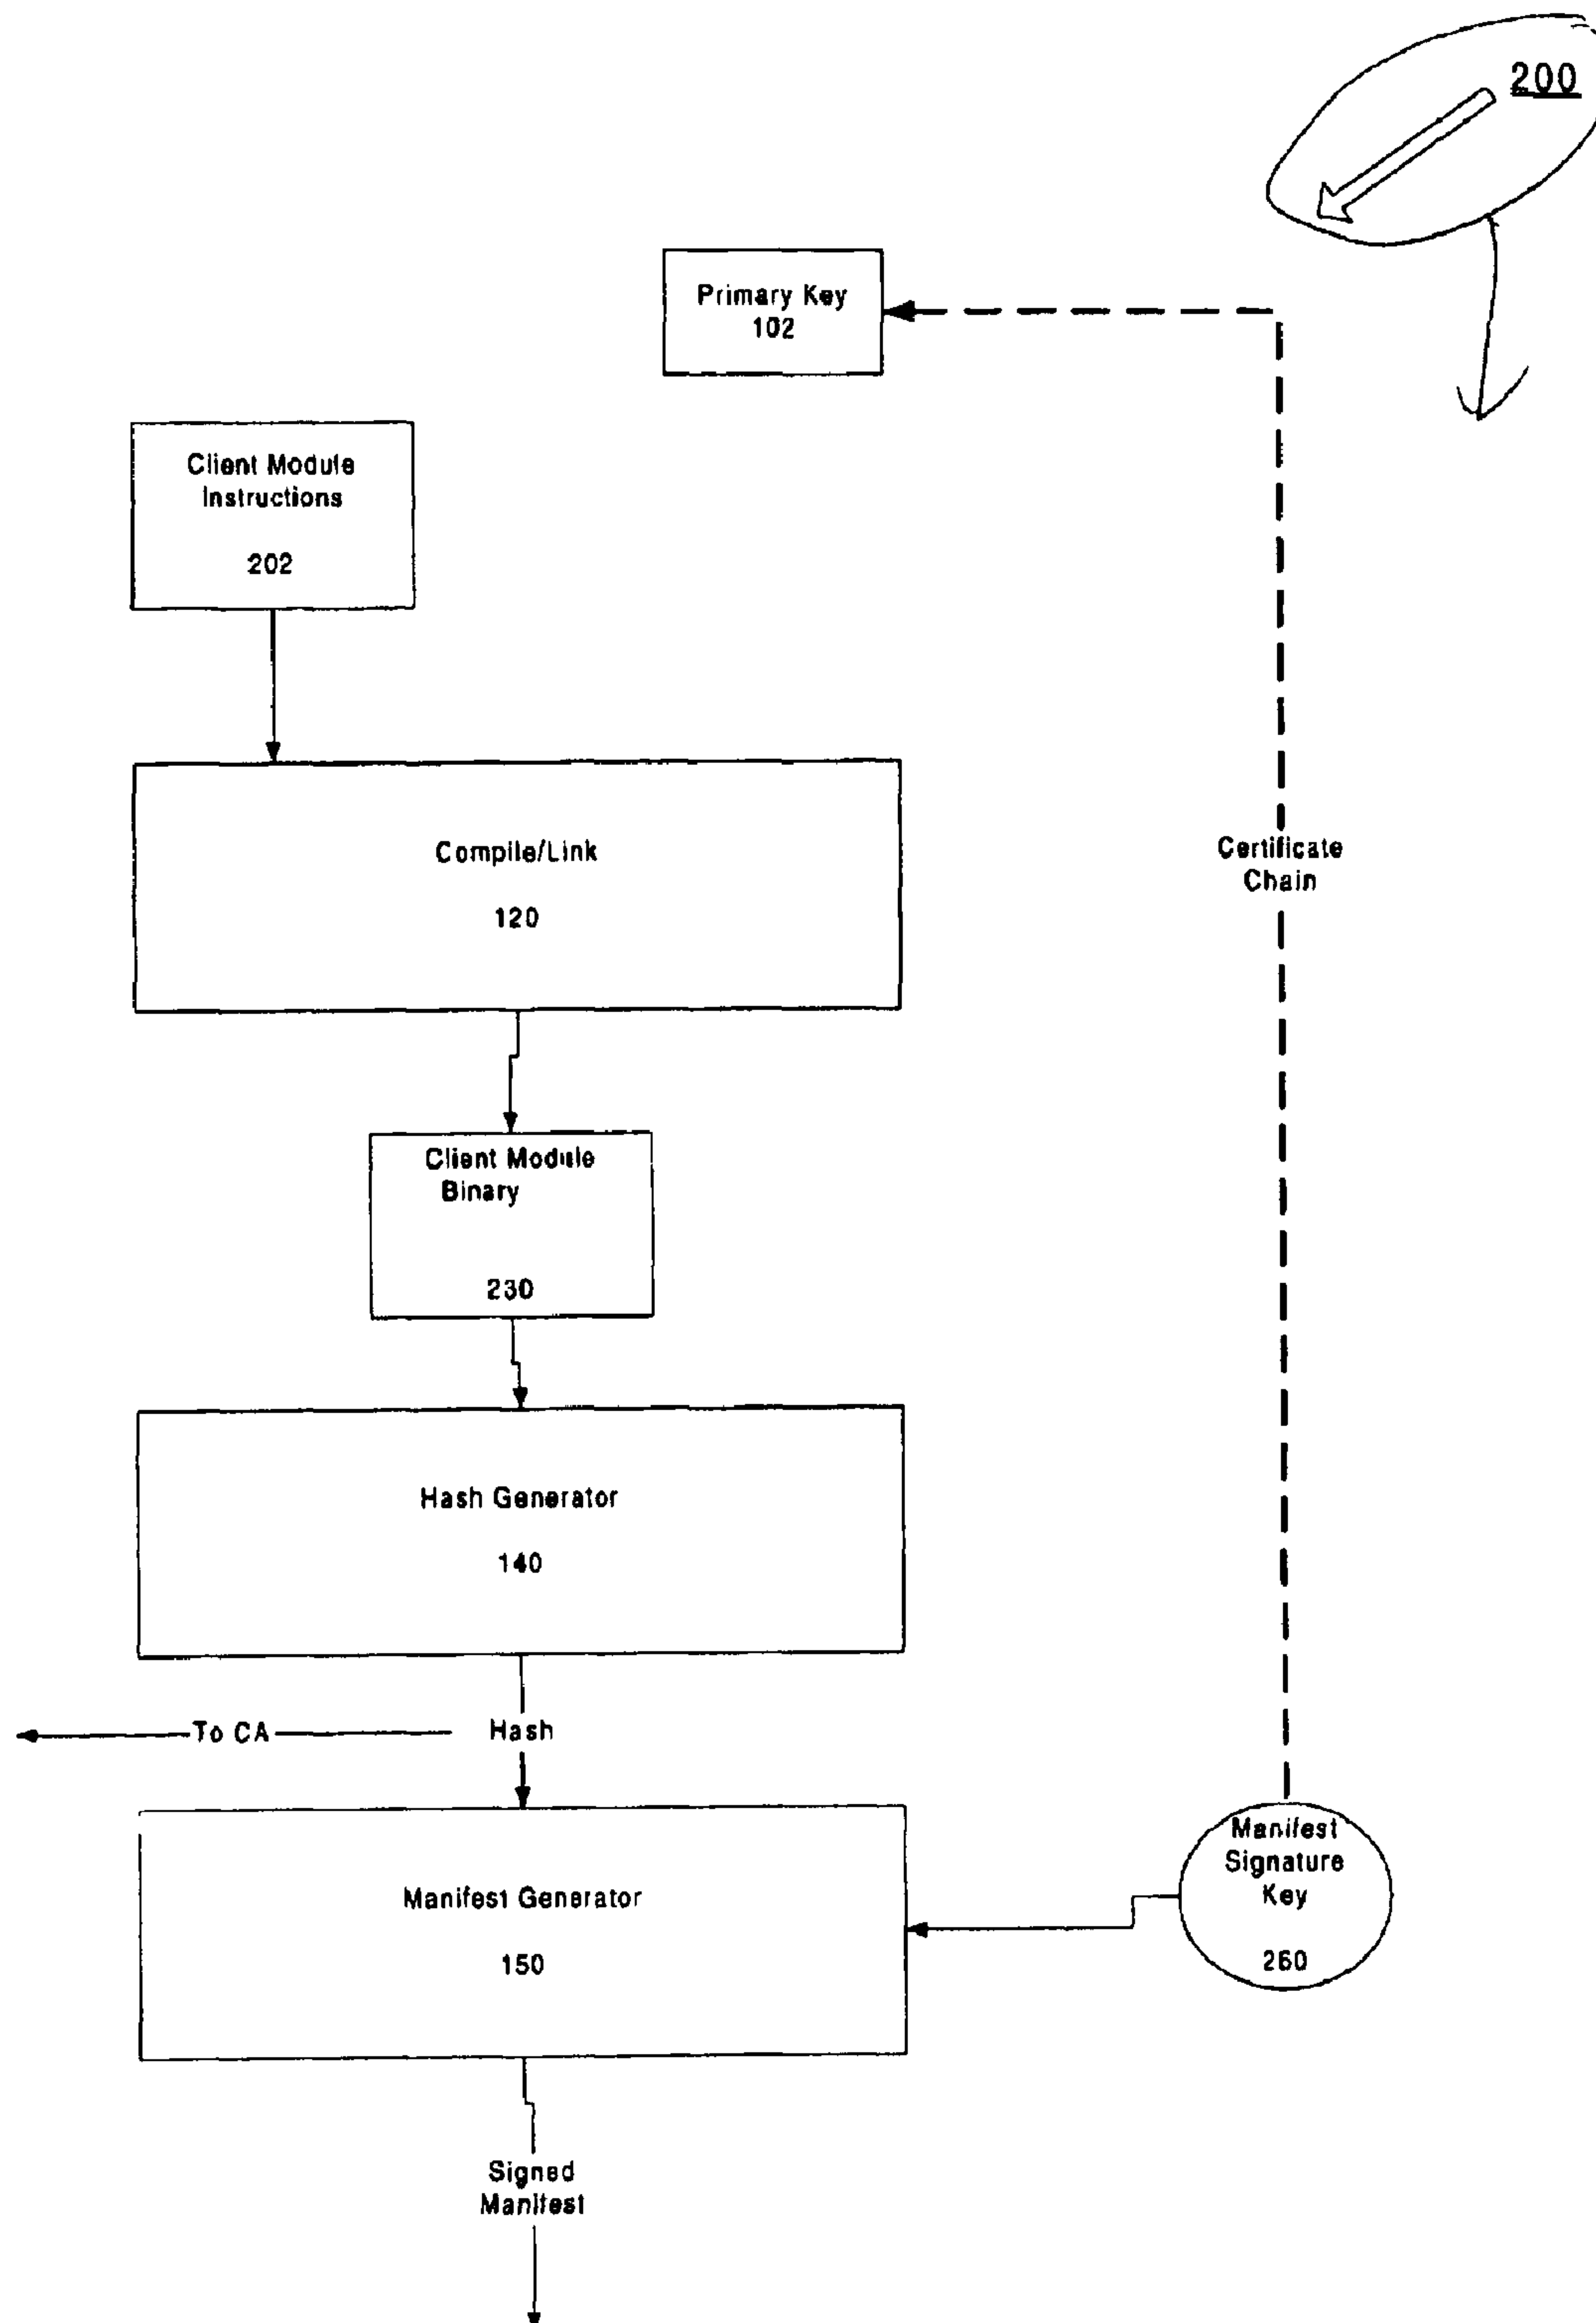 200
Primary Key
102
Client Module
Instructions
202
Compile/Link
120
Certificate
Chain
Client Module
Binary
230
Hash Generator
140
To CA
Hash
Manifest
Signature
Key
260
Manifest Generator
150
Signed
Manifest